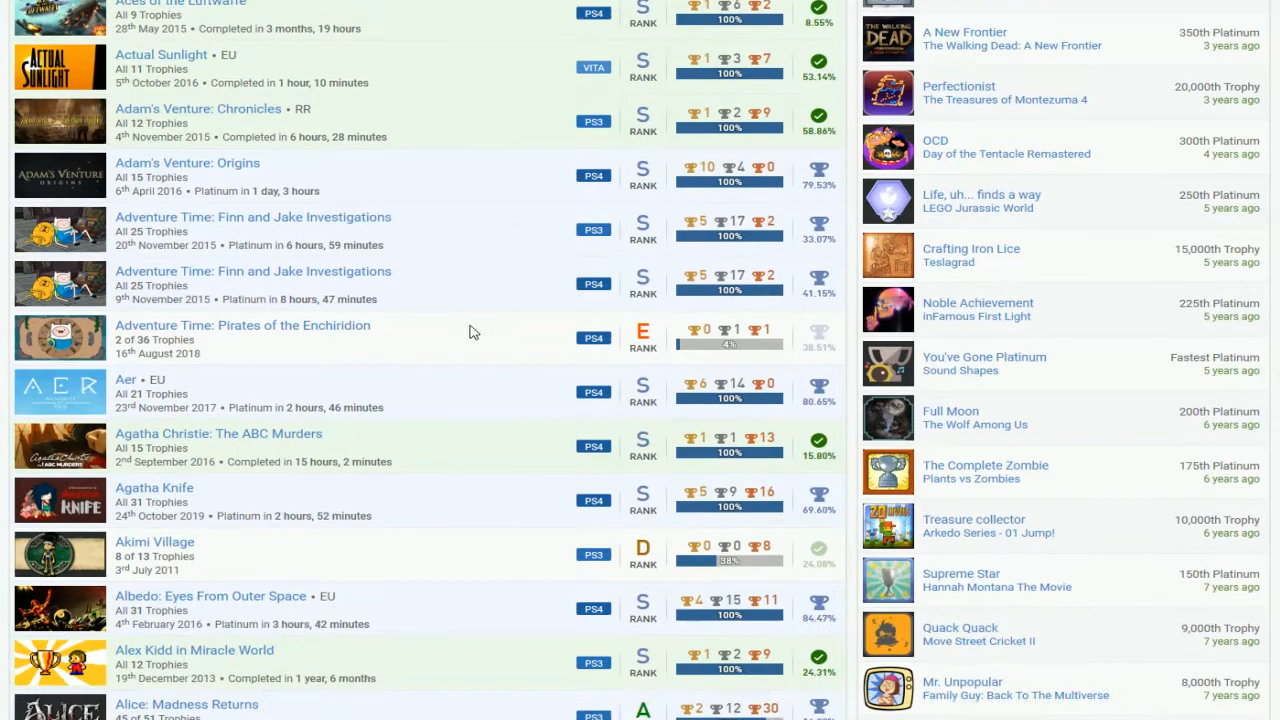 Aces of the Luftwaffe
All 9 Trophies
PS4
S
RANK
1 6 2
100%
8.55%
ACTUAL
SUNLIGHT
Actual Sunlight • EU
All 11 Trophies
5th October 2016 • Completed in 1 hour, 10 minutes
VITA
S
RANK
1 3 7
100%
53.14%
Adam's Venture Chronicles • RR
All 12 Trophies
4th November 2015 • Completed in 6 hours, 28 minutes
PS3
S
RANK
1 2 9
100%
58.86%
ADAM'S VENTURE
ORIGINS
Adam's Venture: Origins
All 15 Trophies
6th April 2016 • Platinum in 1 day, 3 hours
PS4
S
RANK
10 4 0
100%
79.53%
Adventure Time: Finn and Jake Investigations
All 25 Trophies
20th November 2015 • Platinum in 6 hours, 59 minutes
PS3
S
RANK
5 17 2
100%
33.07%
Adventure Time: Finn and Jake Investigations
All 25 Trophies
9th November 2015 • Platinum in 8 hours, 47 minutes
PS4
S
RANK
5 17 2
100%
41.15%
Adventure Time: Pirates of the Enchiridion
of 36 Trophies
August 2018
PS4
E
RANK
0 1 1
4%
38.51%
AER
Aer • EU
All 21 Trophies
23rd November 2017 • Platinum in 2 hours, 46 minutes
PS4
S
RANK
6 14 0
100%
80.65%
Agatha Christie
ABC MURDERS
Agatha Christie: The ABC Murders
All 15 Trophies
2nd September 2016 • Completed in 15 hours, 2 minutes
PS4
S
RANK
1 1 13
100%
15.80%
KNIFE
Agatha Knife
All 31 Trophies
24th October 2019 • Platinum in 2 hours, 52 minutes
PS4
S
RANK
5 9 16
100%
69.60%
Akimi Village
8 of 13 Trophies
3rd July 2011
PS3
D
RANK
0 0 8
38%
24.08%
Albedo: Eyes From Outer Space • EU
All 31 Trophies
February 2016 • Platinum in 3 hours, 42 minutes
PS4
S
RANK
4 15 11
100%
84.47%
Alex Kidd in Miracle World
All 12 Trophies
December 2013 • Completed in 1 year, 6 months
PS3
S
RANK
1 2 9
100%
24.31%
ALICE
Alice: Madness Returns
45 of 51 Trophies
PS3
A
2 12 30
THE WALKING
DEAD
A New Frontier
The Walking Dead: A New Frontier
350th Platinum
3 years ago
Perfectionist
The Treasures of Montezuma 4
20,000th Trophy
3 years ago
OCD
Day of the Tentacle Remastered
300th Platinum
4 years ago
Life, uh... finds a way
LEGO Jurassic World
250th Platinum
5 years ago
Crafting Iron Lice
Teslagrad
15,000th Trophy
5 years ago
Noble Achievement
inFamous First Light
225th Platinum
5 years ago
You've Gone Platinum
Sound Shapes
Fastest Platinum
5 years ago
Full Moon
The Wolf Among Us
200th Platinum
6 years ago
The Complete Zombie
Plants vs Zombies
175th Platinum
6 years ago
Treasure collector
Arkedo Series - 01 Jump!
10,000th Trophy
6 years ago
Supreme Star
Hannah Montana The Movie
150th Platinum
7 years ago
Quack Quack
Move Street Cricket II
9,000th Trophy
7 years ago
Mr. Unpopular
Family Guy: Back To The Multiverse
8,000th Trophy
7 years ago